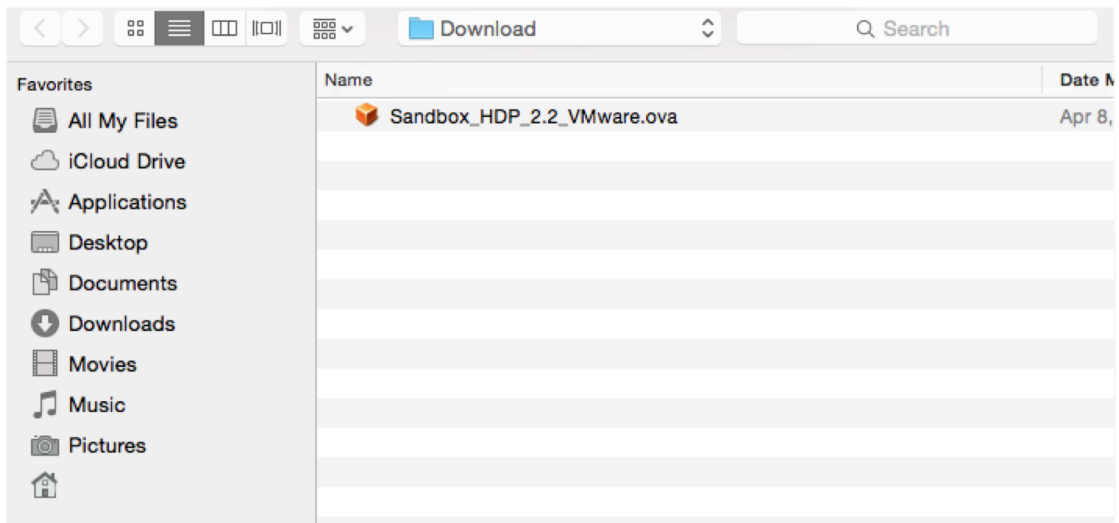 Download
Search
Favorites
Name
Date M
All My Files
Sandbox_HDP_2.2_VMware.ova
Apr 8,
iCloud Drive
Applications
Desktop
Documents
Downloads
Movies
Music
Pictures